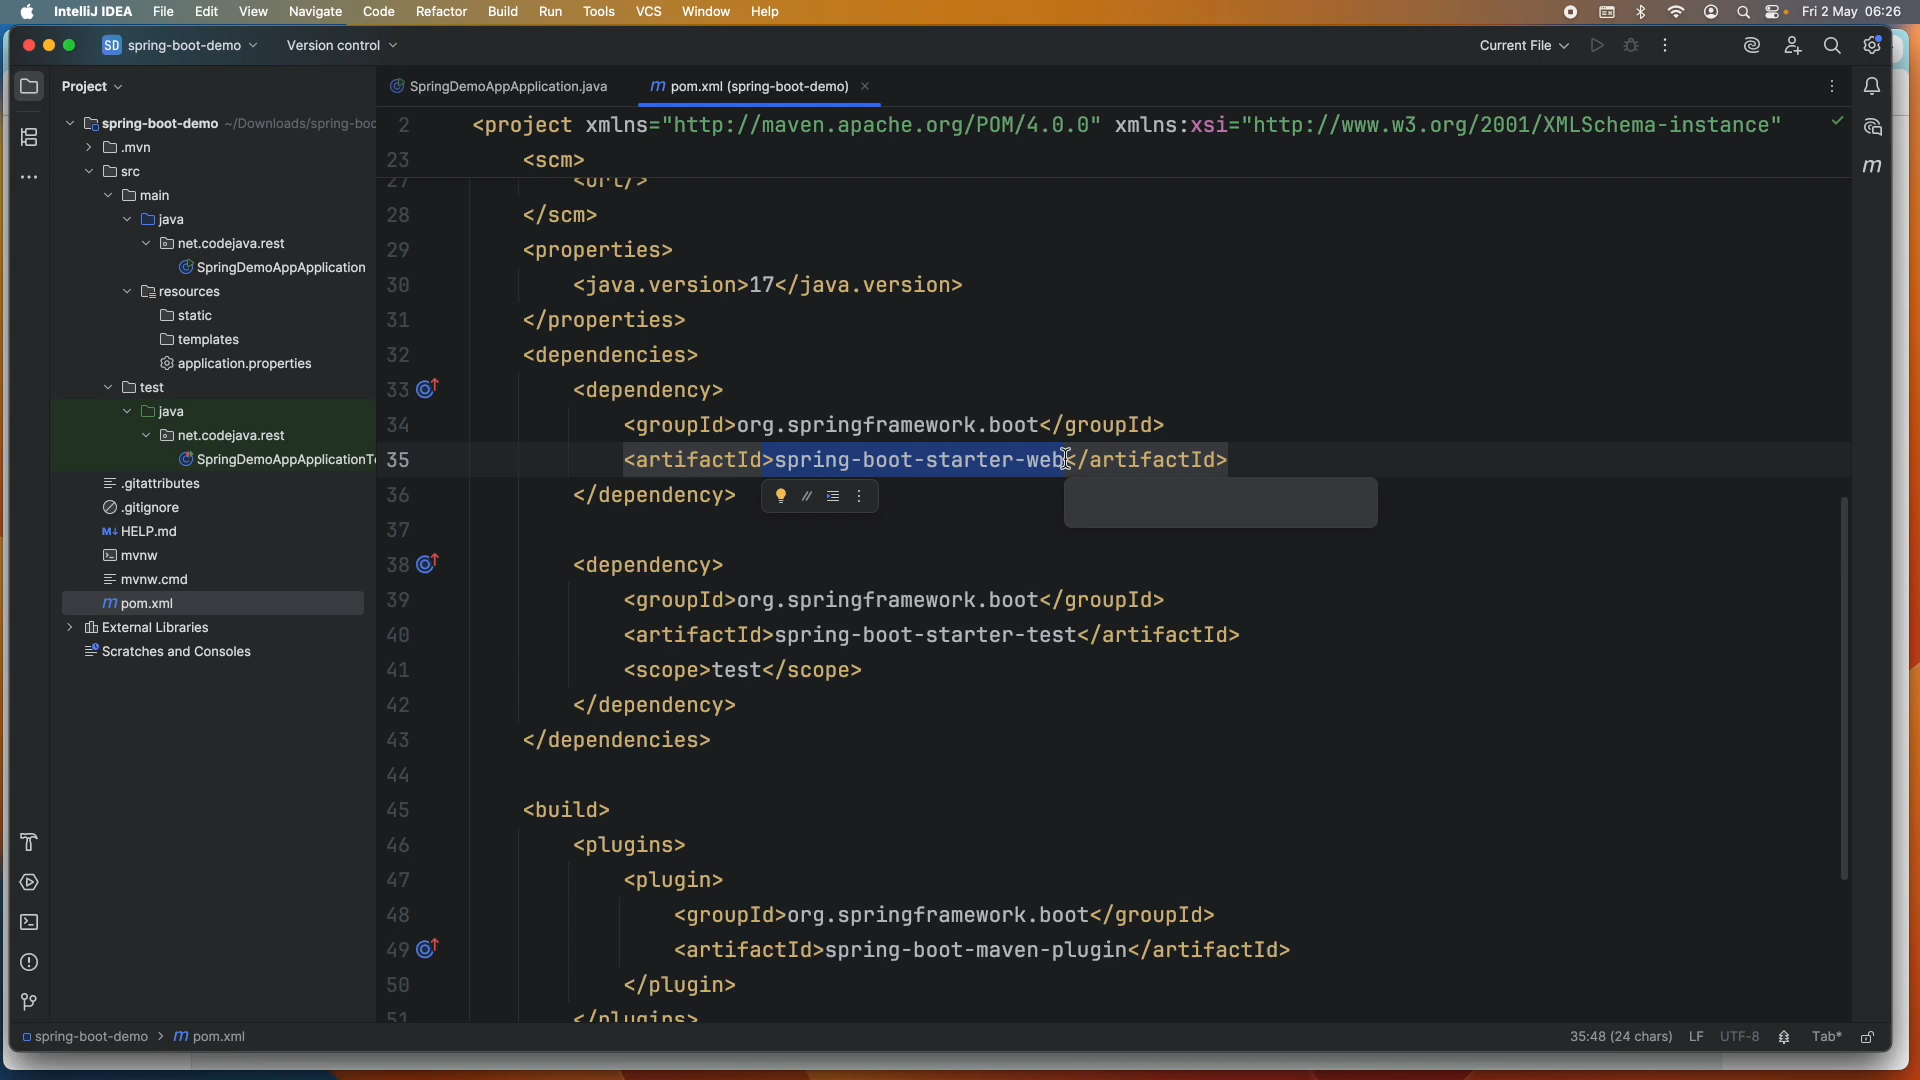 IntelliJ IDEA File Edit View Navigate Code Refactor Build Run Tools VCS Window Help Fri 2 May 06:26
SD spring-boot-demo Version control Current File
Project
SpringDemoAppApplication.java
pom.xml (spring-boot-demo)
spring-boot-demo ~/Downloads/spring-boo
.mvn
src
main
java
net.codejava.rest
SpringDemoAppApplication
resources
static
templates
application.properties
test
java
net.codejava.rest
SpringDemoAppApplicationTe
.gitattributes
.gitignore
M↓ HELP.md
mvnw
mvnw.cmd
m pom.xml
External Libraries
Scratches and Consoles
2 <project xmlns="http://maven.apache.org/POM/4.0.0" xmlns:xsi="http://www.w3.org/2001/XMLSchema-instance"
23 <scm>
27 <url/>
28 </scm>
29 <properties>
30 <java.version>17</java.version>
31 </properties>
32 <dependencies>
33 <dependency>
34 <groupId>org.springframework.boot</groupId>
35 <artifactId>spring-boot-starter-web</artifactId>
36 </dependency>
37
38 <dependency>
39 <groupId>org.springframework.boot</groupId>
40 <artifactId>spring-boot-starter-test</artifactId>
41 <scope>test</scope>
42 </dependency>
43 </dependencies>
44
45 <build>
46 <plugins>
47 <plugin>
48 <groupId>org.springframework.boot</groupId>
49 <artifactId>spring-boot-maven-plugin</artifactId>
50 </plugin>
51 </plugins>
spring-boot-demo > m pom.xml 35:48 (24 chars) LF UTF-8 Tab*